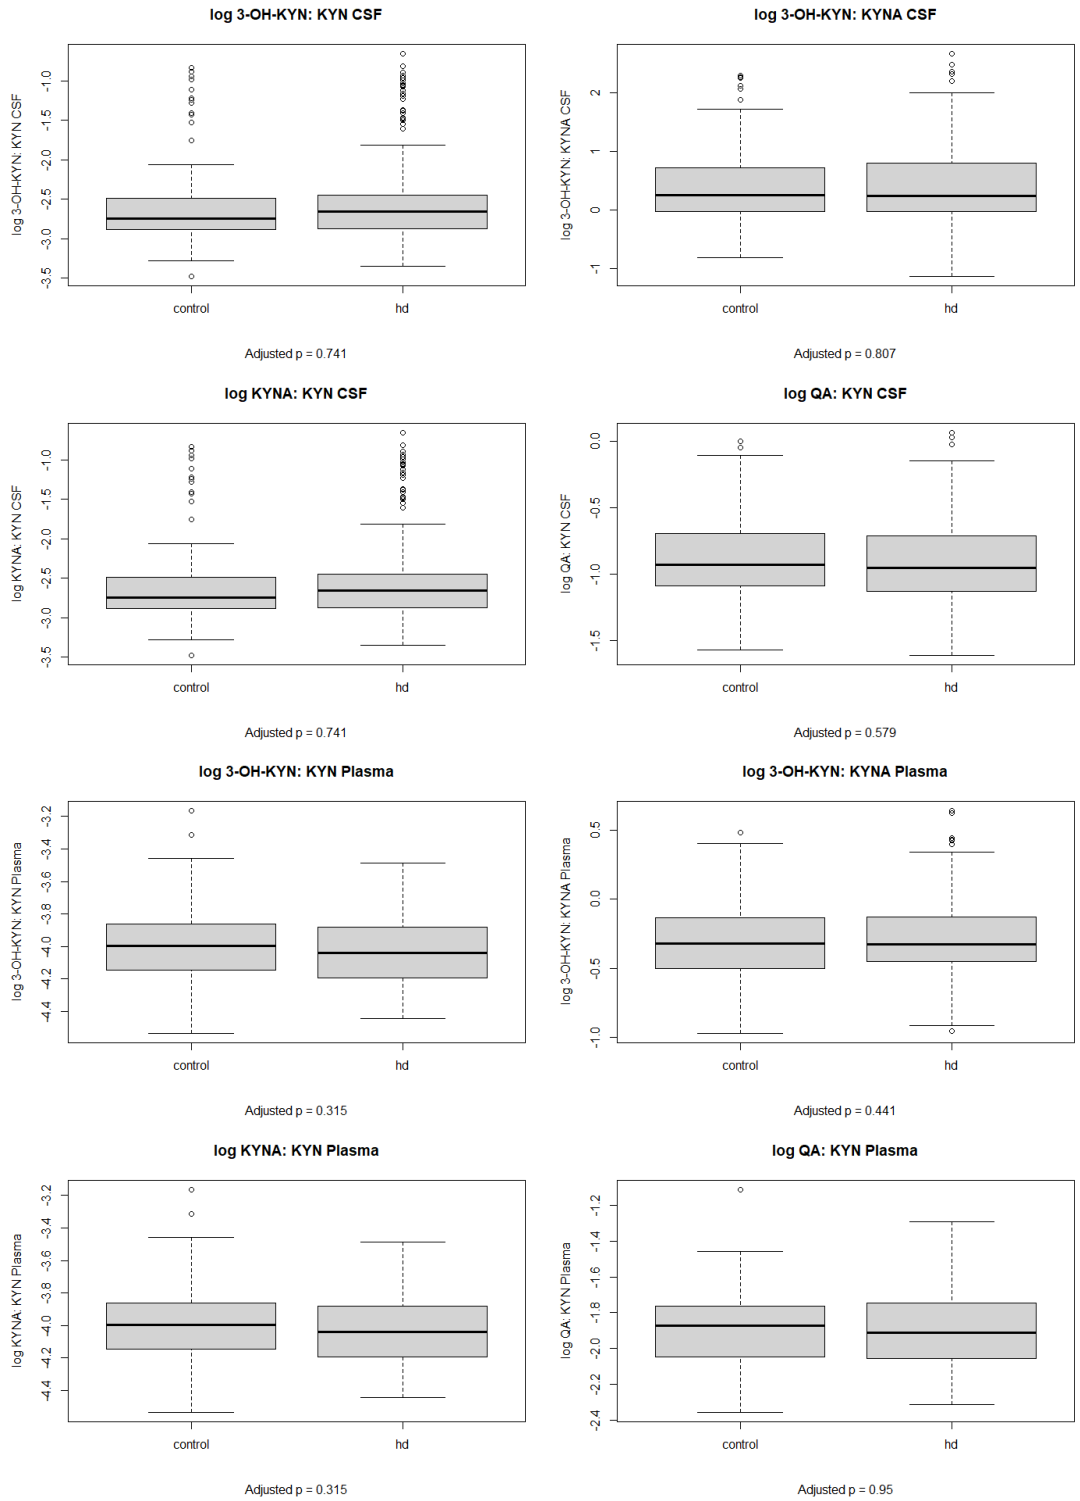 log 3-OH-KYN: KYN CSF
log 3-OH-KYN: KYN CSF
-1.0
-1.5
-2.0
-2.5
-3.0
-3.5
control
hd
Adjusted p = 0.741
log 3-OH-KYN: KYNA CSF
log 3-OH-KYN: KYNA CSF
2
1
0
-1
control
hd
Adjusted p = 0.807
log KYNA: KYN CSF
log KYNA: KYN CSF
-1.0
-1.5
-2.0
-2.5
-3.0
-3.5
control
hd
Adjusted p = 0.741
log QA: KYN CSF
log QA: KYN CSF
0.0
-0.5
-1.0
-1.5
control
hd
Adjusted p = 0.579
log 3-OH-KYN: KYN Plasma
log 3-OH-KYN: KYN Plasma
-3.2
-3.4
-3.6
-3.8
-4.0
-4.2
-4.4
control
hd
Adjusted p = 0.315
log 3-OH-KYN: KYNA Plasma
log 3-OH-KYN: KYNA Plasma
0.5
0.0
-0.5
-1.0
control
hd
Adjusted p = 0.441
log KYNA: KYN Plasma
log KYNA: KYN Plasma
-3.2
-3.4
-3.6
-3.8
-4.0
-4.2
-4.4
control
hd
Adjusted p = 0.315
log QA: KYN Plasma
log QA: KYN Plasma
-1.2
-1.4
-1.6
-1.8
-2.0
-2.2
-2.4
control
hd
Adjusted p = 0.95